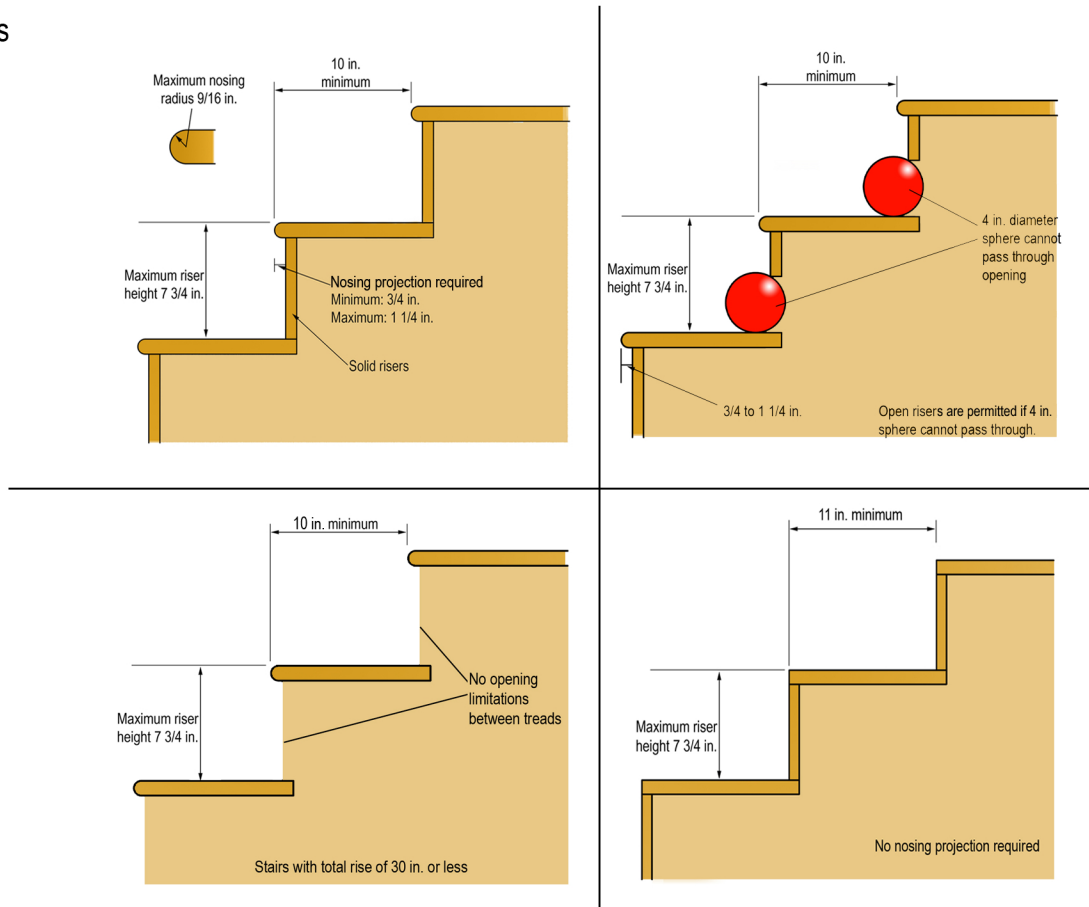 s
Maximum nosing
radius 9/16 in.
10 in.
minimum
Maximum riser
height 7 3/4 in.
Nosing projection required
Minimum: 3/4 in.
Maximum: 1 1/4 in.
Solid risers
10 in.
minimum
Maximum riser
height 7 3/4 in.
4 in. diameter
sphere cannot
pass through
opening
3/4 to 1 1/4 in.
Open risers are permitted if 4 in.
sphere cannot pass through.
10 in. minimum
Maximum riser
height 7 3/4 in.
No opening
limitations
between treads
Stairs with total rise of 30 in. or less
11 in. minimum
Maximum riser
height 7 3/4 in.
No nosing projection required